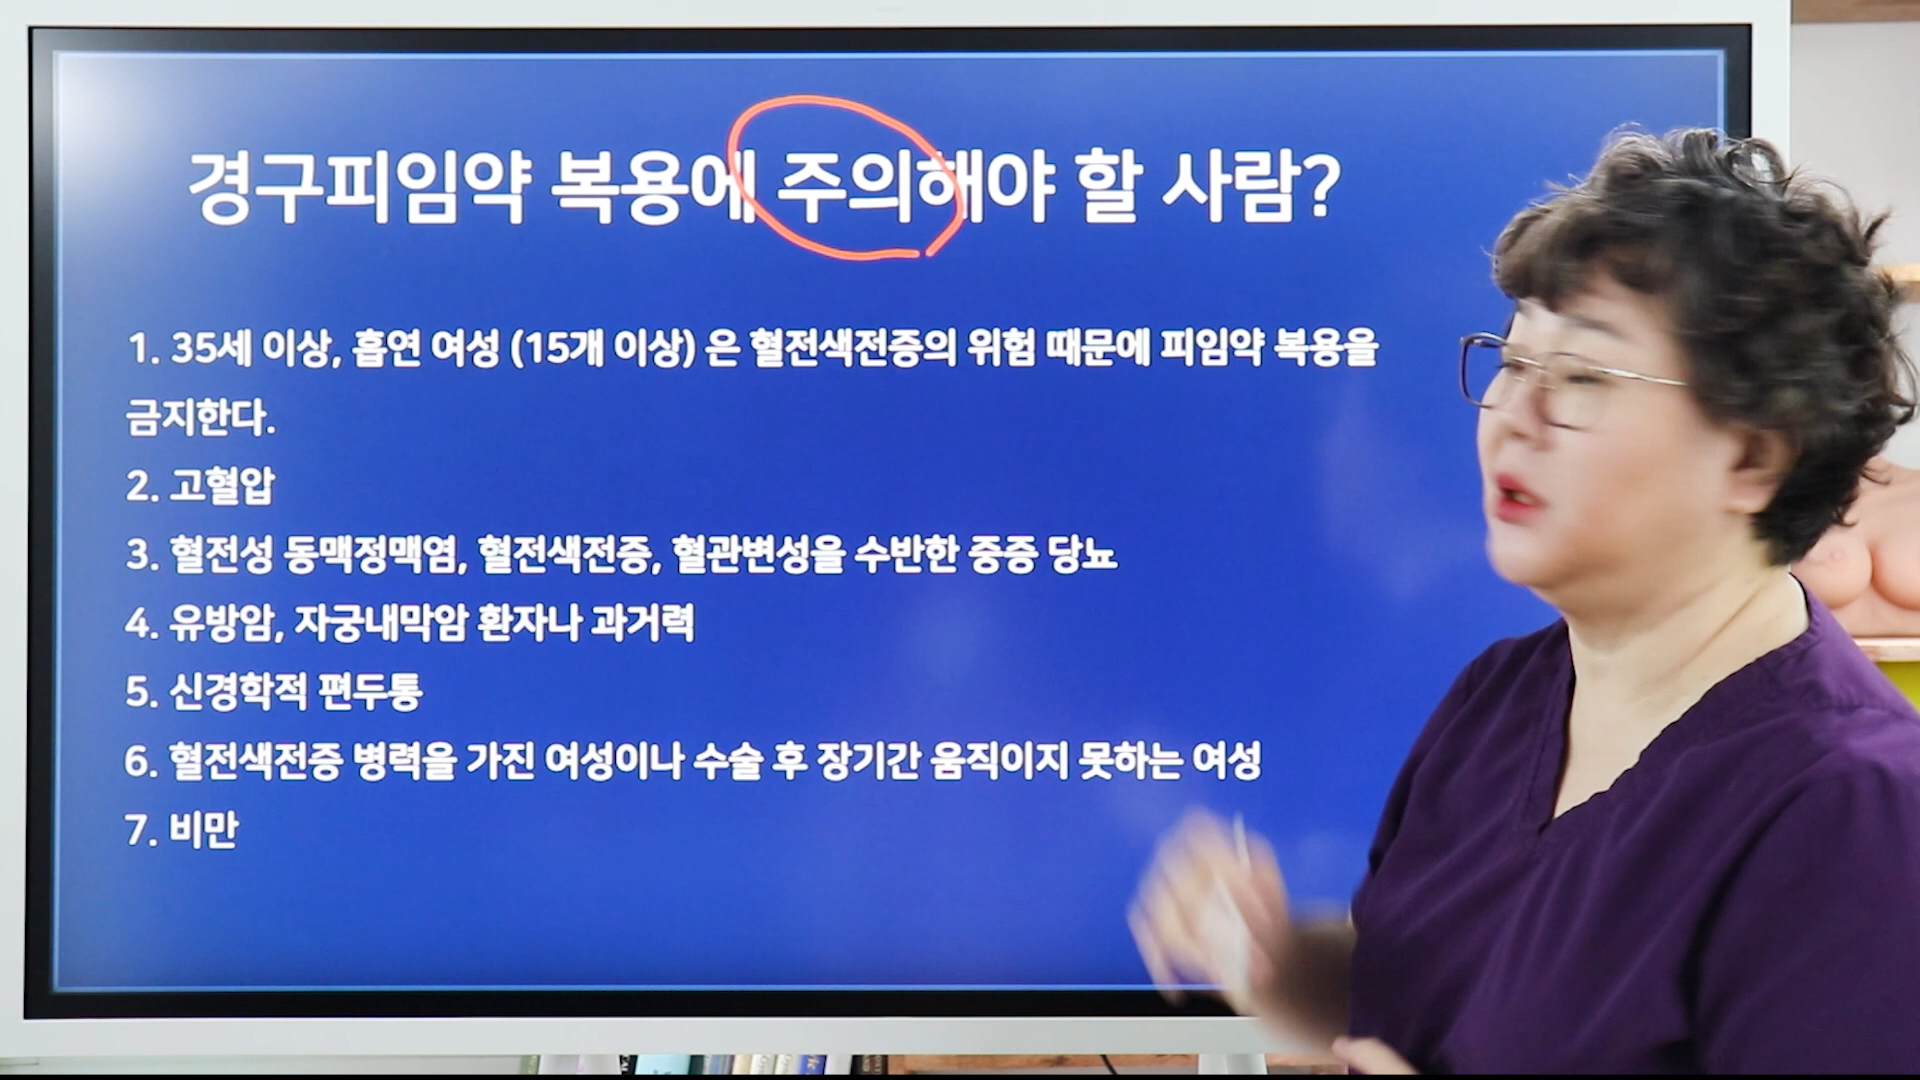 경구피임약 복용에 주의해야 할 사람?
1. 35세 이상, 흡연 여성 (15개 이상) 은 혈전색전증의 위험 때문에 피임약 복용을
금지한다.
2. 고혈압
3. 혈전성 동맥정맥염, 혈전색전증, 혈관변성을 수반한 중증 당뇨
4. 유방암, 자궁내막암 환자나 과거력
5. 신경학적 편두통
6. 혈전색전증 병력을 가진 여성이나 수술 후 장기간 움직이지 못하는 여성
7. 비만